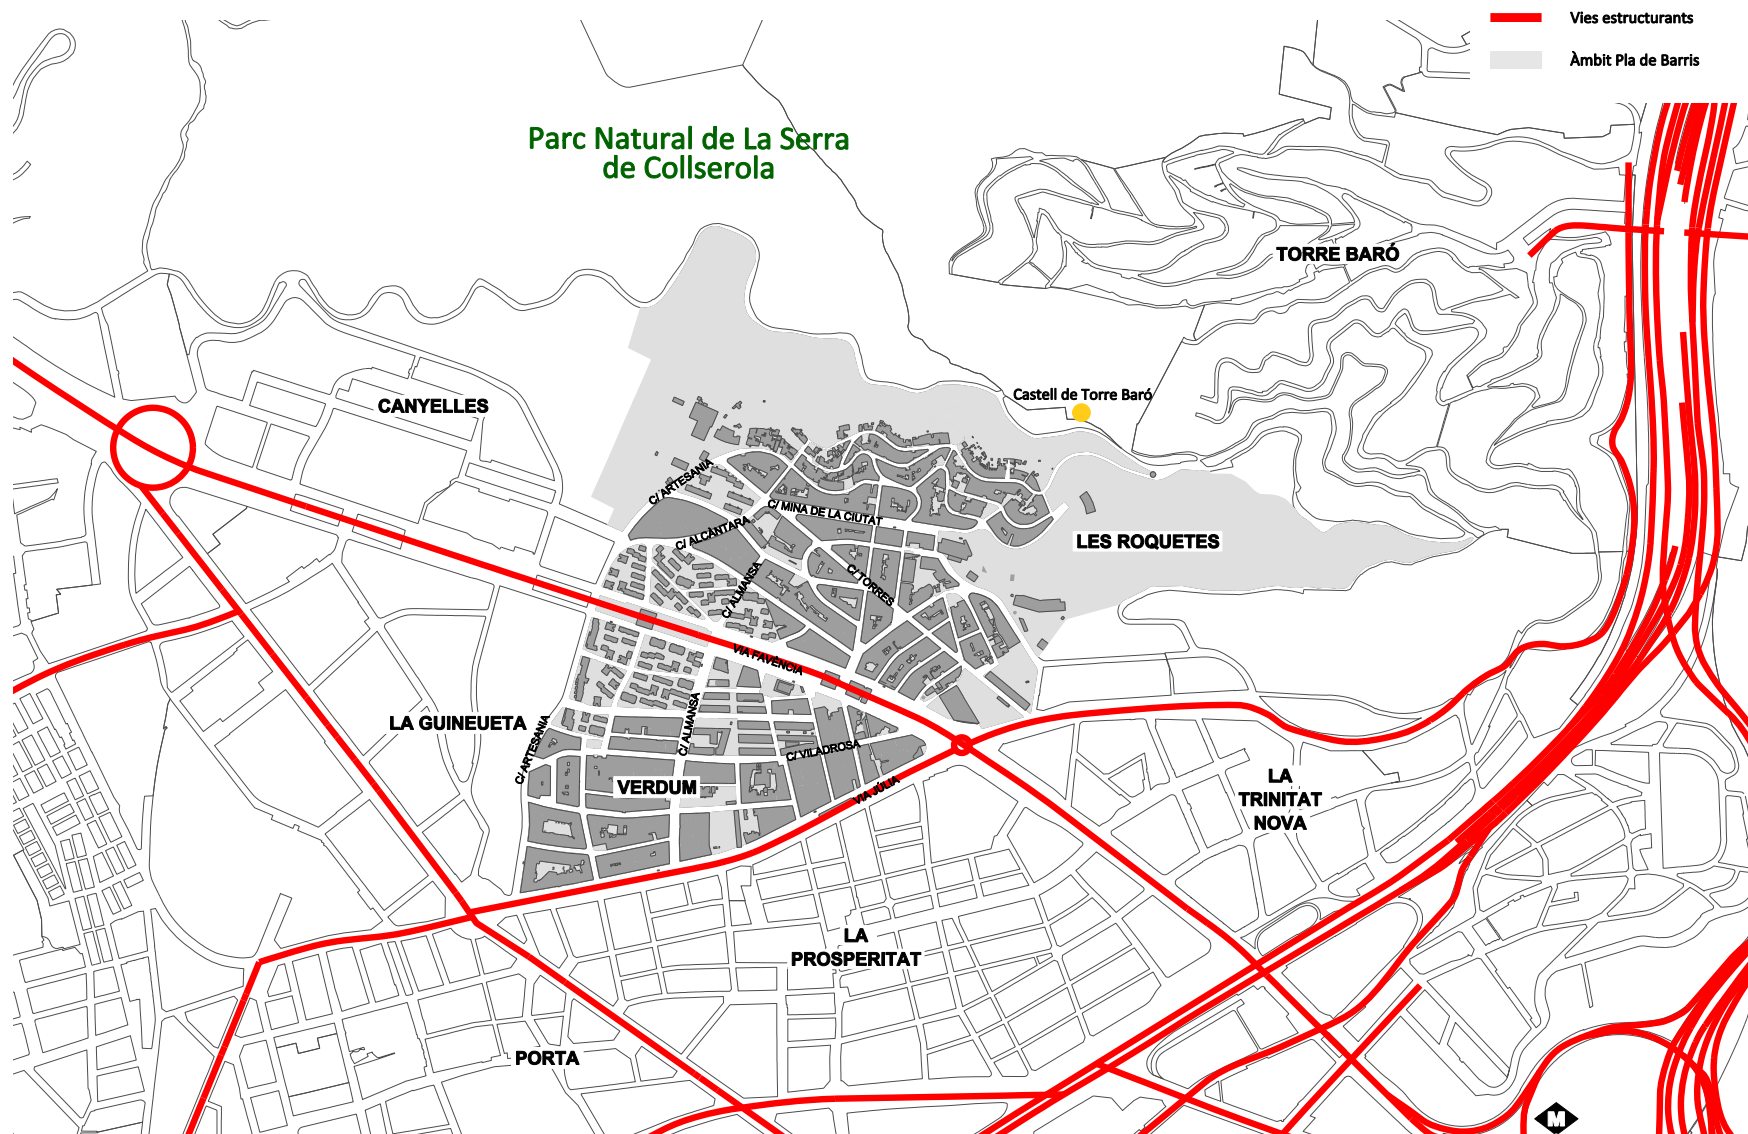 Vies estructurants
Àmbit Pla de Barris
Parc Natural de La Serra
de Collserola
TORRE BARÓ
Castell de Torre Baró
CANYELLES
C/ ARTESANIA
C/ MINA DE LA CIUTAT
C/ ALCÀNTARA
LES ROQUETES
C/ TORRES
C/ ALMANSA
VIA FAVÈNCIA
LA GUINEUETA
C/ ALMANSA
C/ ARTESANIA
C/ VILADROSA
VERDUM
VIA JÚLIA
LA
TRINITAT
NOVA
LA
PROSPERITAT
PORTA
M